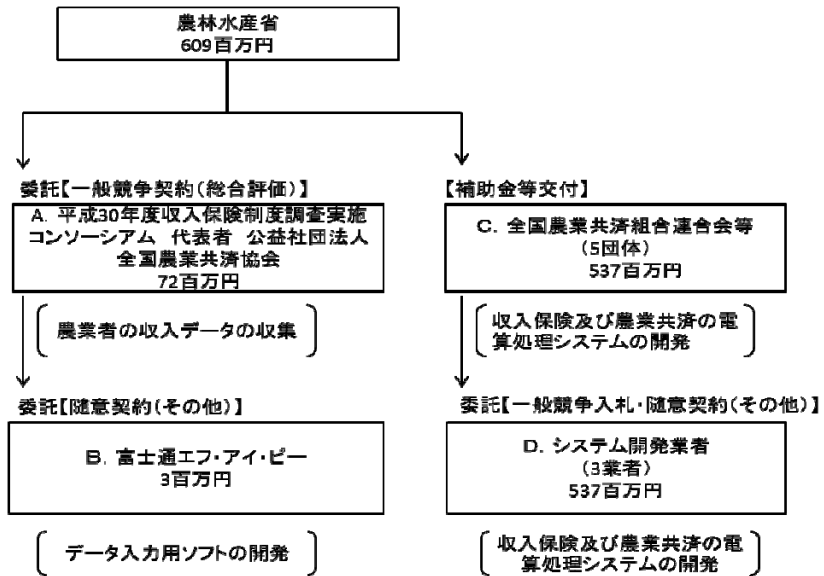 農林水産省
609百万円
委託【一般競争契約(総合評価)】
A. 平成30年度収入保険制度調査実施
コンソーシアム 代表者 公益社団法人
全国農業共済協会
72百万円
農業者の収入データの収集
委託【随意契約(その他)】
B. 富士通エフ・アイ・ピー
3百万円
データ入力用ソフトの開発
【補助金等交付】
C. 全国農業共済組合連合会等
(5団体)
537百万円
収入保険及び農業共済の電
算処理システムの開発
委託【一般競争入札・随意契約(その他)】
D. システム開発業者
(3業者)
537百万円
収入保険及び農業共済の電
算処理システムの開発